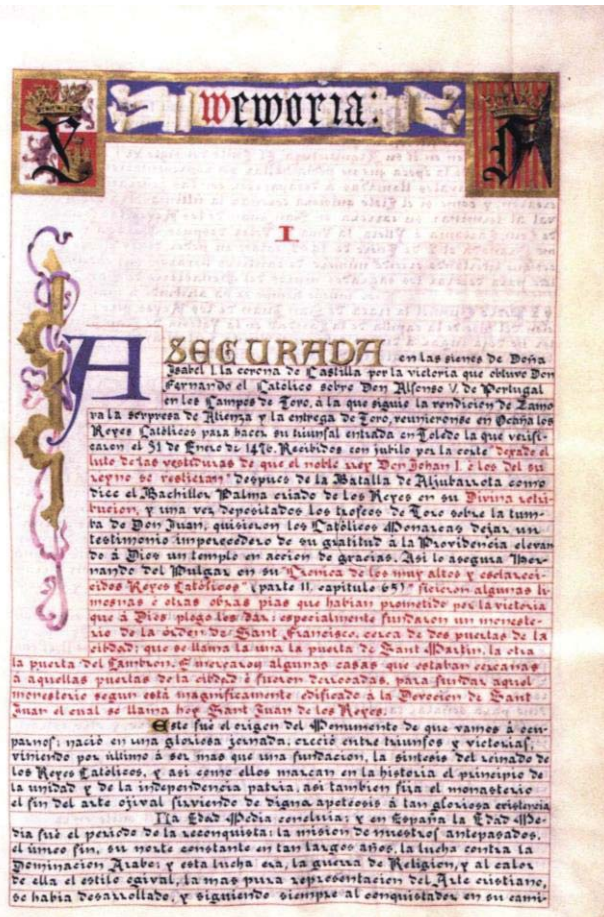 Y
Memoria:
F
I
ASEGURADA en las sienes de Doña
Isabel I. la corona de Castilla por la victoria que obtuvo Don
Fernando el Católico sobre Don Alfonso V. de Portugal
en los Campos de Toro, à la que siguio la rendicion de Zamo
ra la sorpresa de Atienza y la entrega de Toro, reunieronse en Ocaña los
Reyes Católicos para hacer su triunfal entrada en Toledo la que verifi-
caron el 31 de Enero de 147 . Recibidos con jubilo por la corte "dexado el
luto de las vestiduras de que el noble rey Don Johan I. e los del su
reyno se vestieran" despues de la Batalla de Aljubarrota como
dice el Bachiller Palma criado de los Reyes en su Divina retri-
bucion, y una vez depositados los trofeos de Toro sobre la tum-
ba de Don Juan, quisieron los Católicos Monarcas dejar un
testimonio imperecedero de su gratitud à la Providencia elevan
do à Dios un templo en accion de gracias. Asi lo asegura Her-
nando del Pulgar en su "Cronica de los muy altos y esclareci-
cidos Reyes Católicos" (parte II, capitulo 65) "ficieron algunas li-
mosnas è otras obras pias que habian prometido por la victoria
que à Dios plogo les dar: especialmente fundaron un moneste-
rio de la órden de Sant Francisco, cerca de dos puertas de la
cibdad; que se llama la una la puerta de Sant Martin, la otra
la puerta del Cambron. E mercaron algunas casas que estaban cercanas
à aquellas puertas de la cibdad è fueron derrocadas, para fundar aquel
monesterio segun está magnificamente edificado à la Devocion de Sant
Juan el cual se llama hoy Sant Juan de los Reyes.
Este fué el origen del Monumento de que vamos à ocu-
parnos; nació en una gloriosa jornada; creció entre triunfos y victorias,
viniendo por último à ser mas que una fundacion, la sintesis del reinado de
los Reyes Católicos, y asi como ellos marcan en la historia el principio de
la unidad y de la independencia patria, asi tambien fija el monasterio
el fin del arte ojival sirviendo de digna apoteosis à tan gloriosa existencia
La Edad Media concluia; y en España la Edad Me-
dia fué el periodo de la reconquista: la mision de nuestros antepasados,
el único fin, su norte constante en tan largos años, la lucha contra la
Dominacion Arabe; y esta lucha era, la guerra de Religion, y al calor
de ella el estilo ogival, la mas pura representacion del Arte cristiano,
se habia desarrollado, y siguiendo siempre al conquistador en su cami-